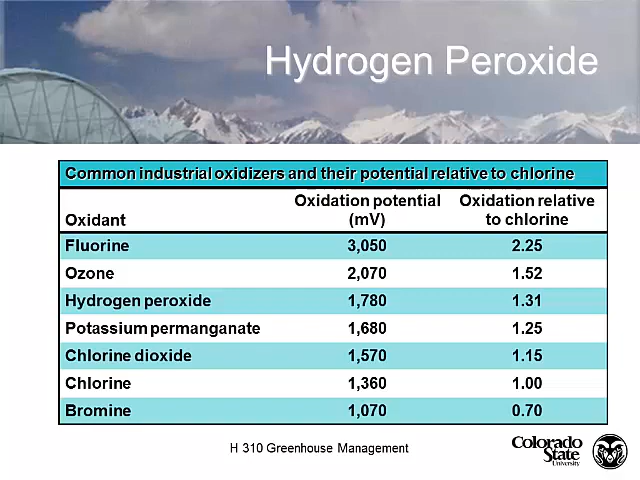 Hydrogen Peroxide
Common industrial oxidizers and their potential relative to chlorine
Oxidant Oxidation potential (mV) Oxidation relative to chlorine
Fluorine 3,050 2.25
Ozone 2,070 1.52
Hydrogen peroxide 1,780 1.31
Potassium permanganate 1,680 1.25
Chlorine dioxide 1,570 1.15
Chlorine 1,360 1.00
Bromine 1,070 0.70
H 310 Greenhouse Management
Colorado
State
University